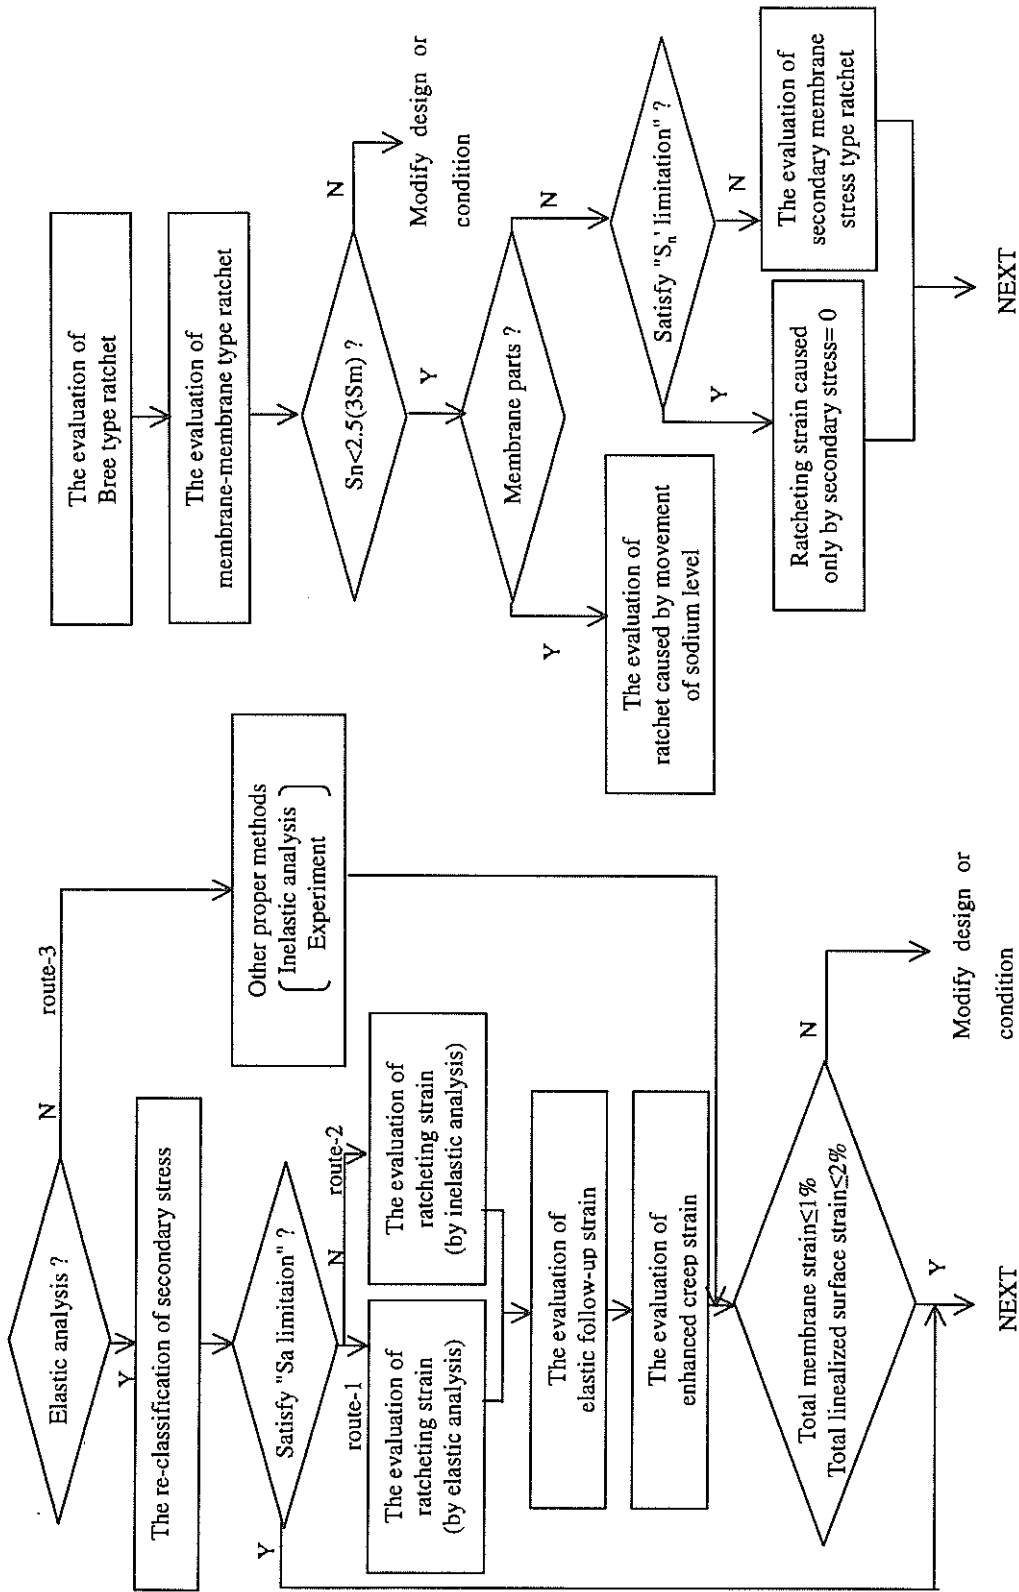 Elastic analysis ?
N
route-3
Y
The re-classification of secondary stress
Other proper methods
Inelastic analysis
Experiment
Satisfy "Sa limitaion" ?
Y
N
route-1
route-2
The evaluation of
ratcheting strain
(by elastic analysis)
The evaluation of
ratcheting strain
(by inelastic analysis)
The evaluation of
elastic follow-up strain
The evaluation of
enhanced creep strain
Total membrane strain≤1%
Total linealized surface strain≤2%
N
Modify design or
condition
Y
NEXT
The evaluation of
Bree type ratchet
The evaluation of
membrane-membrane type ratchet
Sn<2.5(3Sm) ?
N
Modify design or
condition
Y
Membrane parts ?
Y
N
The evaluation of
ratchet caused by movement
of sodium level
Satisfy "Sn' limitation" ?
Y
N
Ratcheting strain caused
only by secondary stress= 0
The evaluation of
secondary membrane
stress type ratchet
NEXT